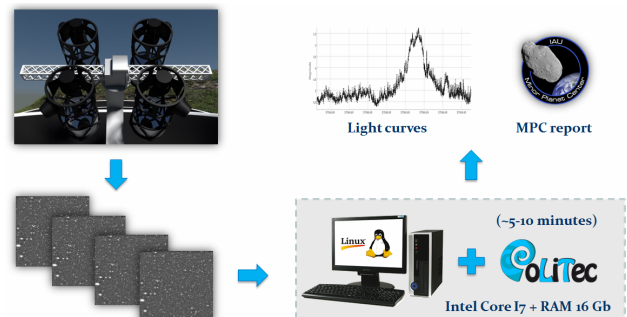 Light curves
IAU
Minor Planet Center
MPC report
Linux
(~5-10 minutes)
CoLiTec
Intel Core I7 + RAM 16 Gb